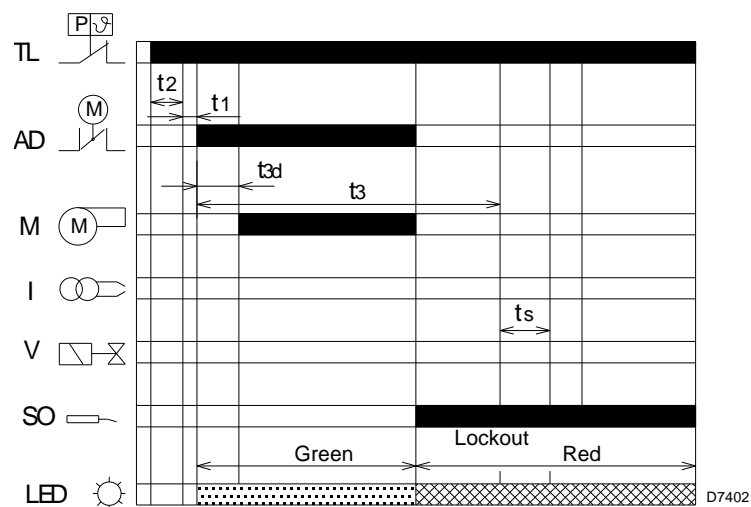 P ϑ
TL
t2
t1
M
AD
t3d
t3
M M
I
ts
V
SO
Lockout
Green Red
LED
D7402